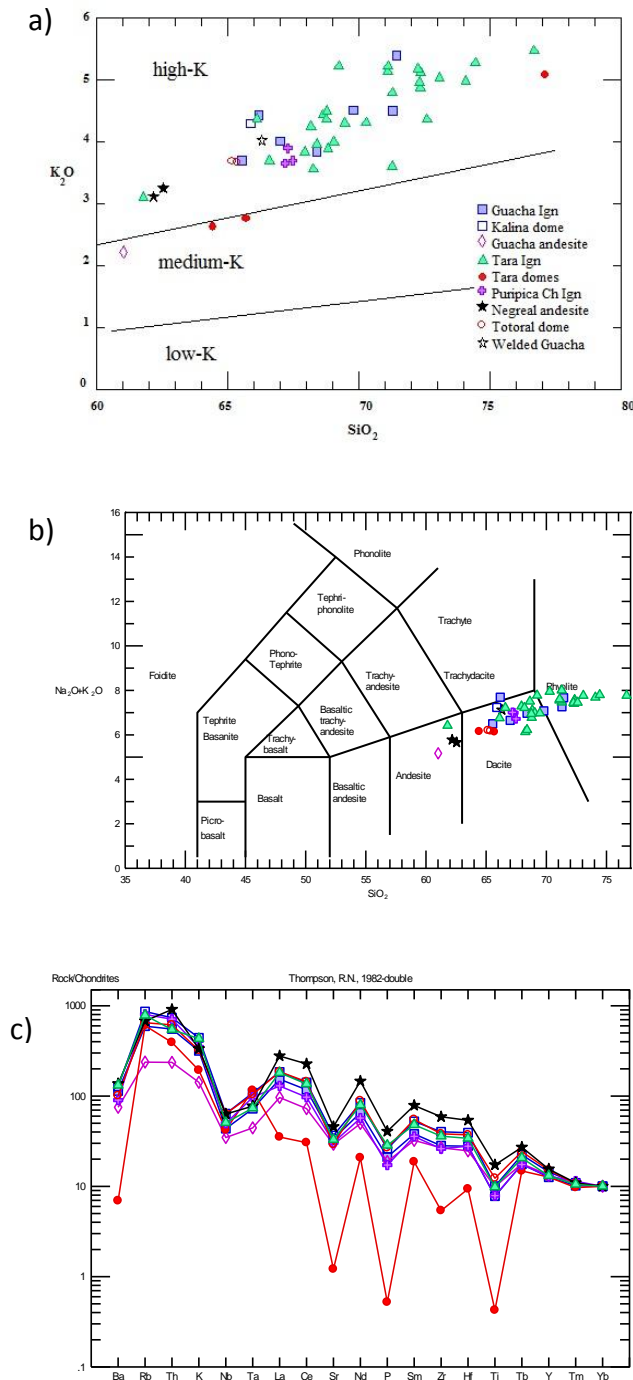 a)
high-K
medium-K
low-K
K2O
6
5
4
3
2
1
0
60
65
70
75
80
SiO2
Guacha Ign
Kalina dome
Guacha andesite
Tara Ign
Tara domes
Puripica Ch Ign
Negreal andesite
Totoral dome
Welded Guacha
b)
16
14
12
10
8
6
4
2
0
Na2O+K2O
Phonolite
Tephri-
phonolite
Trachyte
Foidite
Phono-
Tephrite
Trachy-
andesite
Trachydacite
Rhyolite
Tephrite
Basanite
Basaltic
trachy-
andesite
Trachy-
basalt
Picro-
basalt
Basalt
Basaltic
andesite
Andesite
Dacite
35
40
45
50
55
60
65
70
75
SiO2
c)
Rock/Chondrites
Thompson, R.N., 1982-double
1000
100
10
1
.1
Ba Rb Th K Nb Ta La Ce Sr Nd P Sm Zr Hf Ti Tb Y Tm Yb